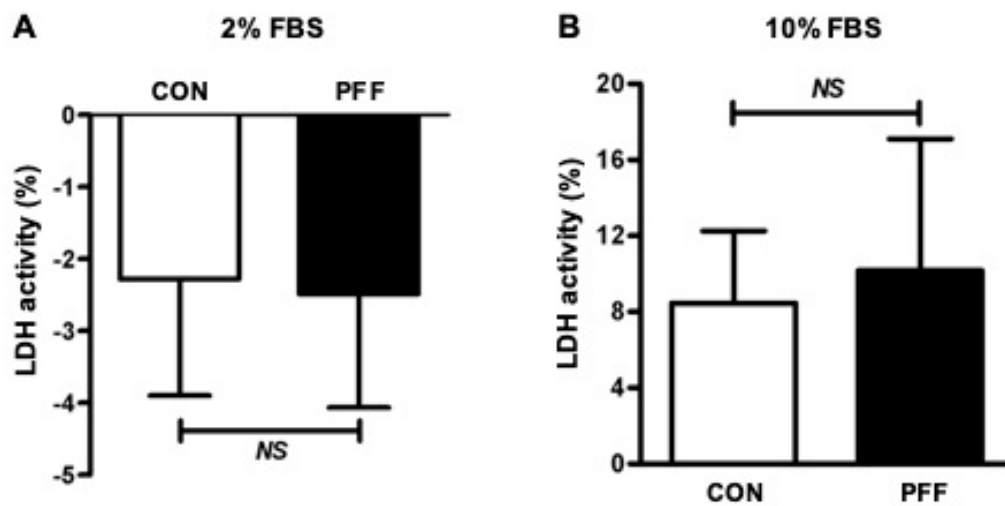 A
2% FBS
CON PFF
0
-1
-2
-3
-4
-5
LDH activity (%)
NS
B
10% FBS
20
16
12
8
4
0
LDH activity (%)
NS
CON PFF